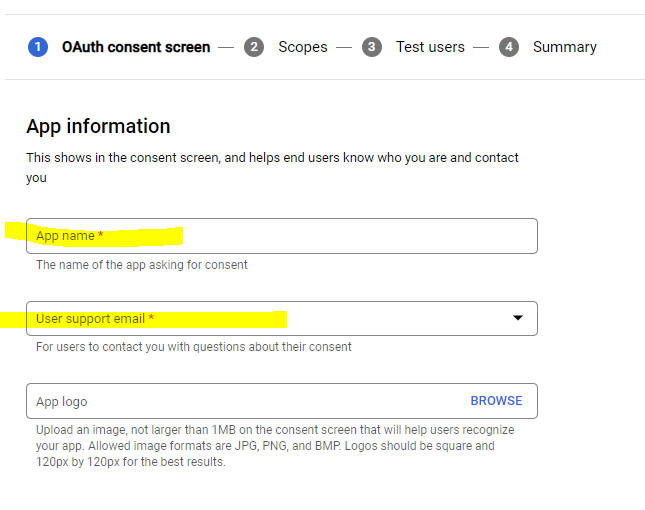 1 OAuth consent screen — 2 Scopes — 3 Test users — 4 Summary
App information
This shows in the consent screen, and helps end users know who you are and contact
you
App name *
The name of the app asking for consent
User support email *
For users to contact you with questions about their consent
App logo BROWSE
Upload an image, not larger than 1MB on the consent screen that will help users recognize
your app. Allowed image formats are JPG, PNG, and BMP. Logos should be square and
120px by 120px for the best results.